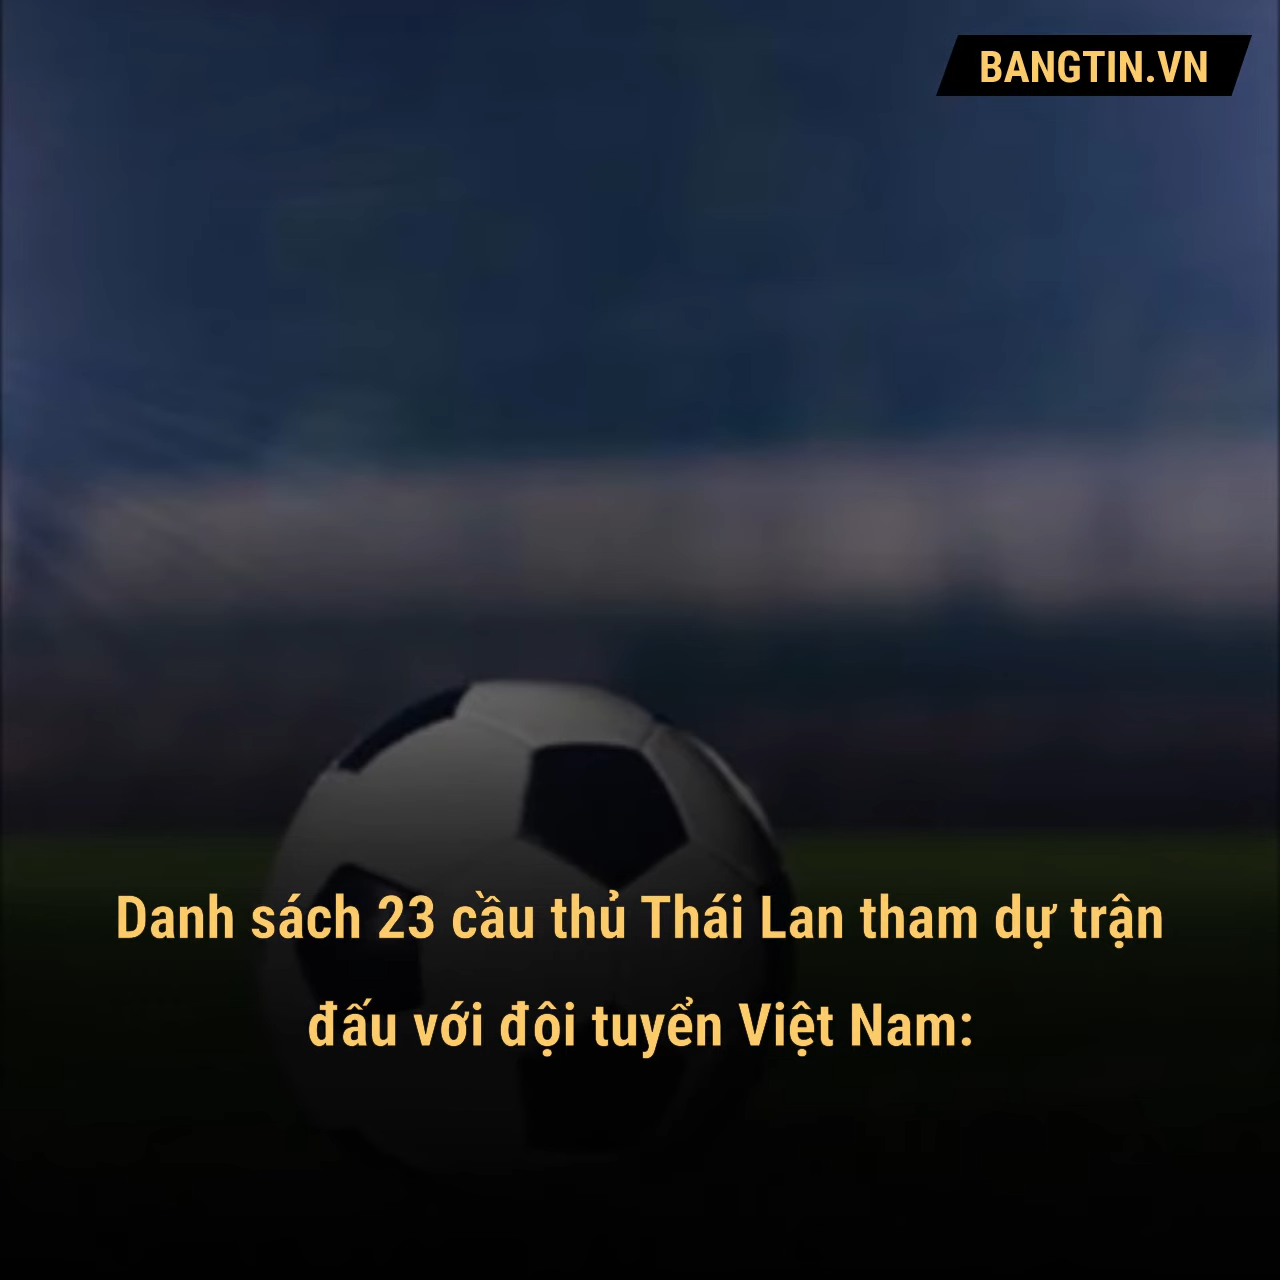 BANGTIN.VN
Danh sách 23 cầu thủ Thái Lan tham dự trận
đấu với đội tuyển Việt Nam: